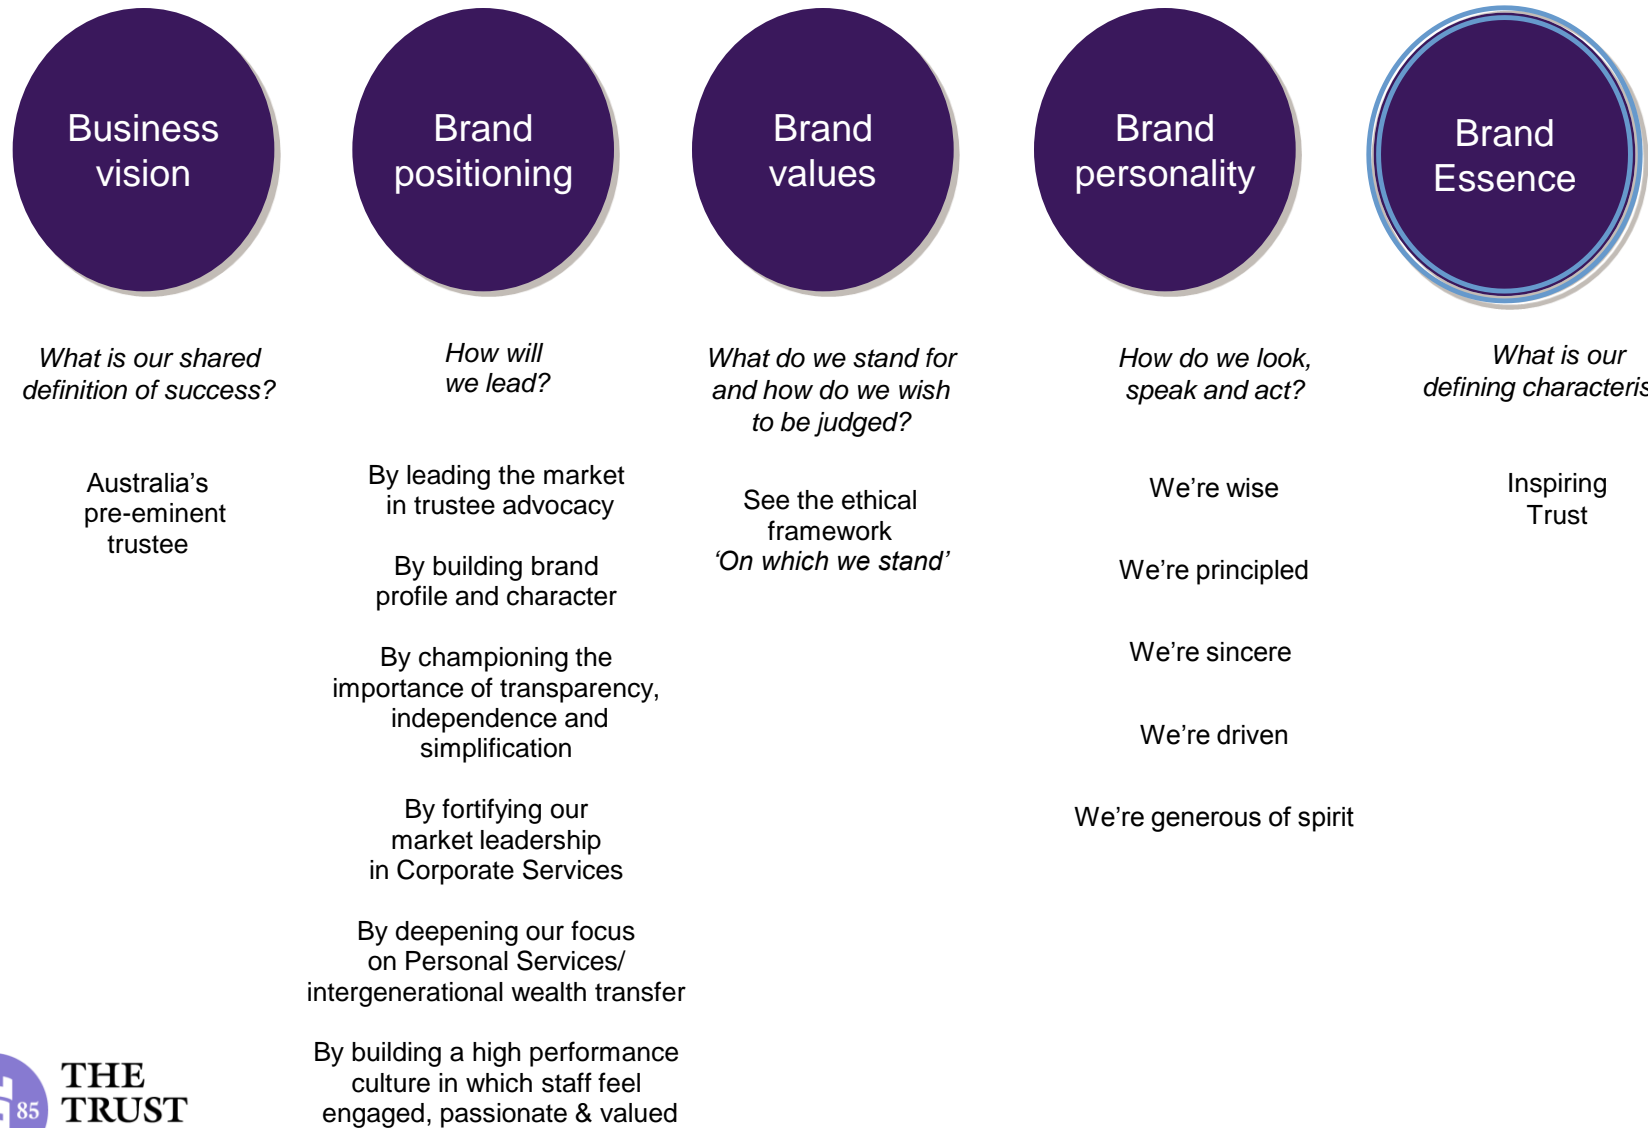 Business
vision
Brand
positioning
Brand
values
Brand
personality
Brand
Essence
What is our shared
definition of success?
How will
we lead?
What do we stand for
and how do we wish
to be judged?
How do we look,
speak and act?
What is our
defining characteris
Australia’s
pre-eminent
trustee
By leading the market
in trustee advocacy
By building brand
profile and character
By championing the
importance of transparency,
independence and
simplification
By fortifying our
market leadership
in Corporate Services
By deepening our focus
on Personal Services/
intergenerational wealth transfer
By building a high performance
culture in which staff feel
engaged, passionate & valued
See the ethical
framework
‘On which we stand’
We’re wise
We’re principled
We’re sincere
We’re driven
We’re generous of spirit
Inspiring
Trust
85
THE
TRUST